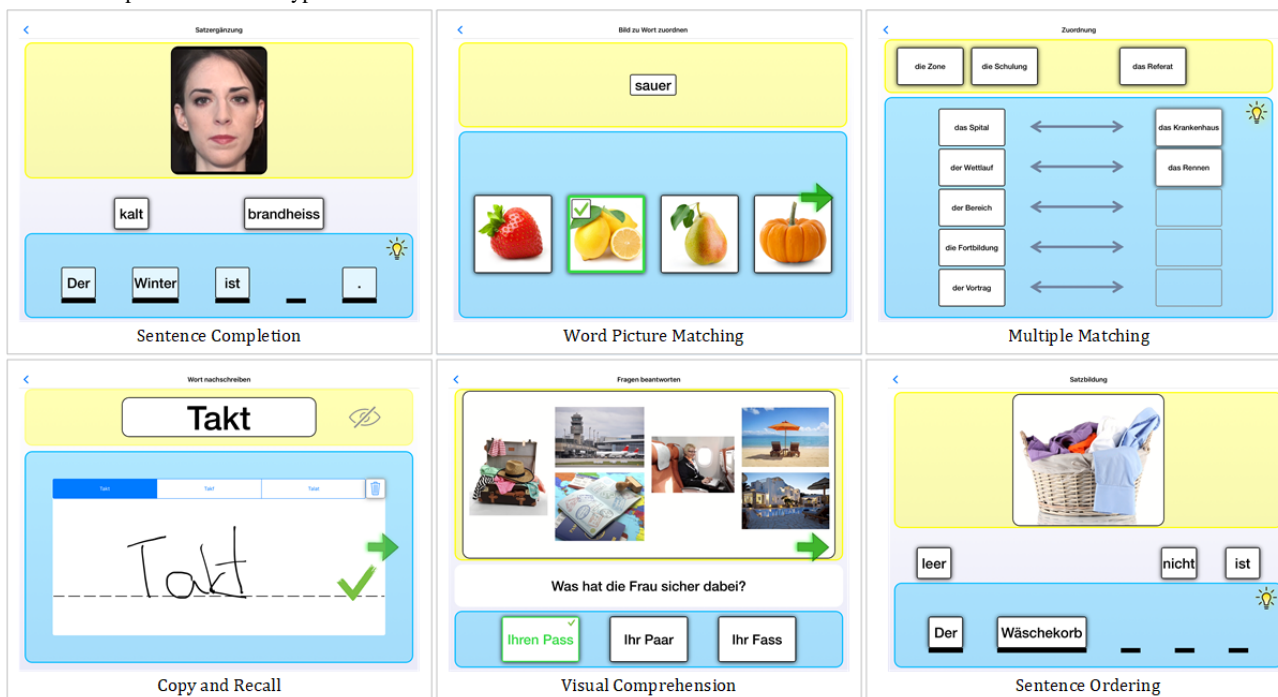 Satzergänzung
kalt
brandheiss
Der Winter ist _ .
Sentence Completion
Bild zu Wort zuordnen
sauer
Word Picture Matching
Zuordnung
die Zone die Schulung das Referat
das Spital das Krankenhaus
der Wettlauf das Rennen
der Bereich
die Fortbildung
der Vortrag
Multiple Matching
Wort nachschreiben
Takt
Takt Takt Takt
Takt
Copy and Recall
Fragen beantworten
Was hat die Frau sicher dabei?
Ihren Pass Ihr Paar Ihr Fass
Visual Comprehension
Satzbildung
leer nicht ist
Der Wäschekorb _ _ _
Sentence Ordering